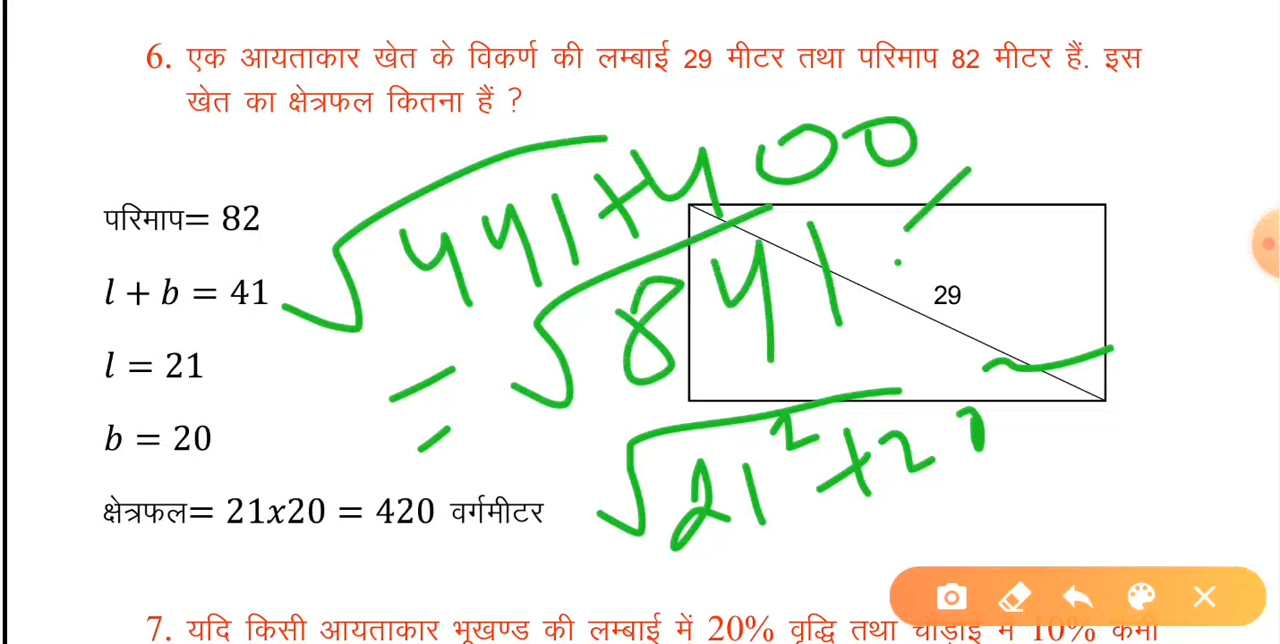 6. एक आयताकार खेत के विकर्ण की लम्बाई 29 मीटर तथा परिमाप 82 मीटर हैं. इस
खेत का क्षेत्रफल कितना हैं ?
√441+400
परिमाप= 82
l + b = 41
29
= √841
l = 21
b = 20
√21²+20
क्षेत्रफल= 21x20 = 420 वर्गमीटर
7. यदि किसी आयताकार भूखण्ड की लम्बाई में 20% वृद्धि तथा चौड़ाई में 10% कमी